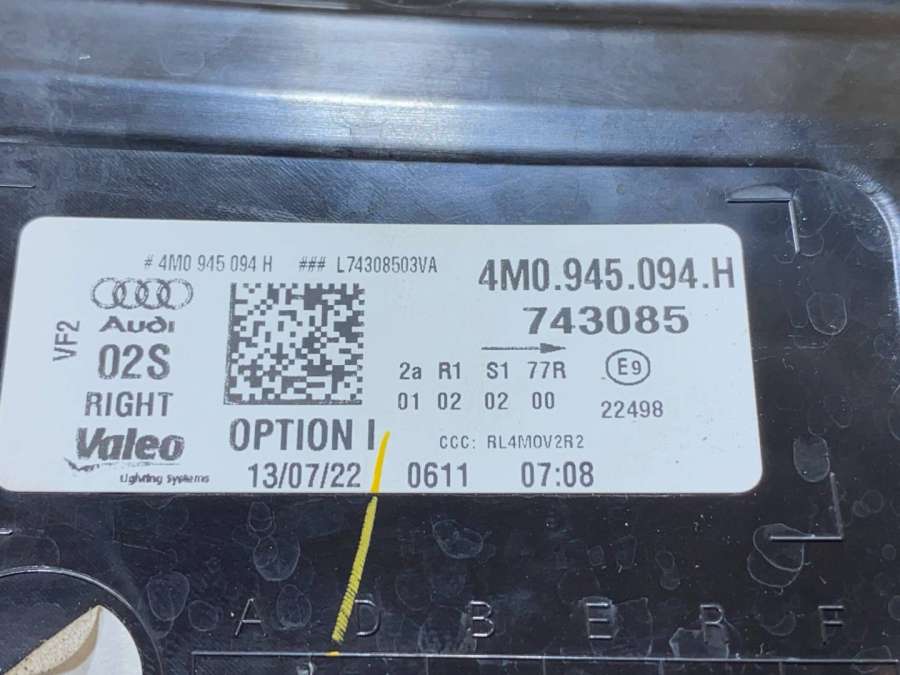 # 4M0 945 094 H ### L74308503VA
4M0.945.094.H
743085
Audi
VF2
02S
RIGHT
Valeo
Lighting Systems
2a R1 S1 77R
01 02 02 00
E9
22498
OPTION I
CCC: RL4M0V2R2
13/07/22 0611 07:08
A D B E R F